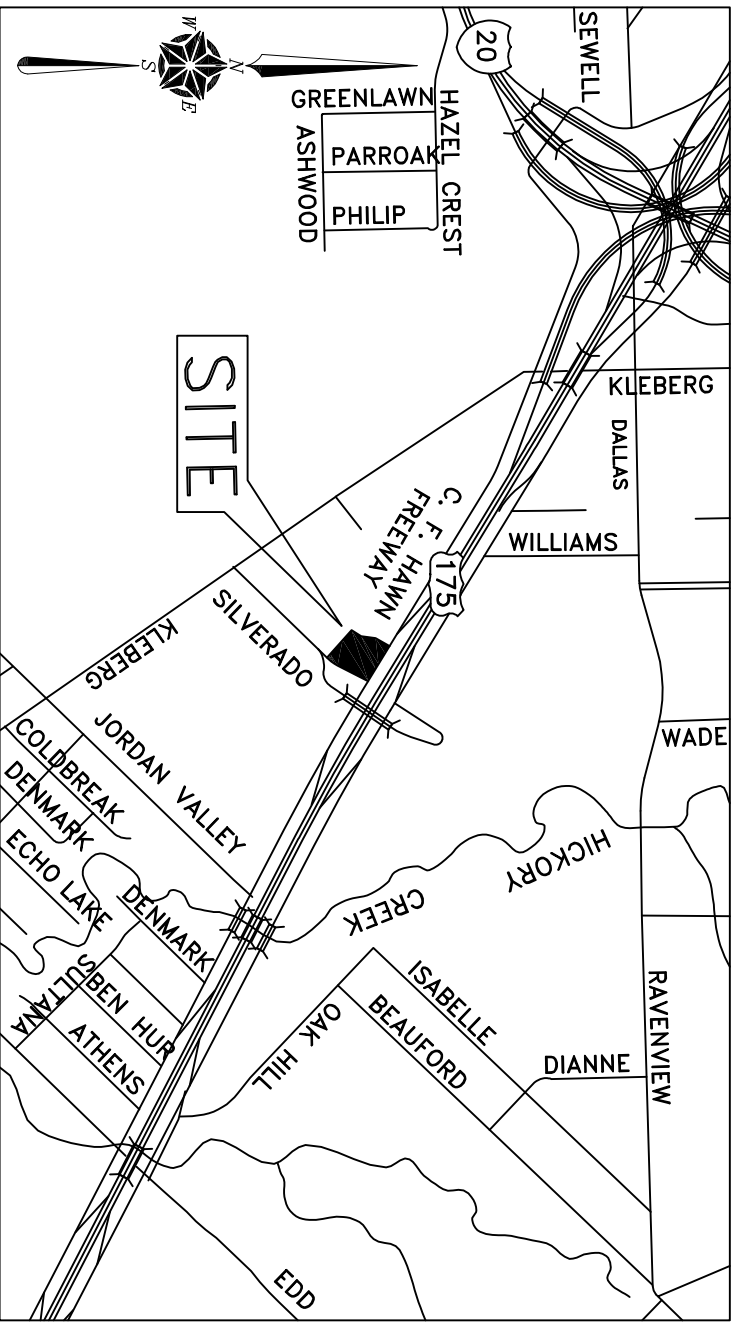 SEWELL
20
W
N
S
E
GREENLAWN
HAZEL CREST
PARROAK
ASHWOOD
PHILIP
SITE
KLEBERG
DALLAS
C. F. HAWN
FREEWAY
175
WILLIAMS
SILVERADO
KLEBERG
WADE
JORDAN VALLEY
COLDBREAK
DENMARK
ECHO LAKE
HICKORY
CREEK
DENMARK
SULTANA
BEN HUR
ATHENS
OAK HILL
ISABELLE
BEAUFORD
DIANNE
RAVENVIEW
EDD